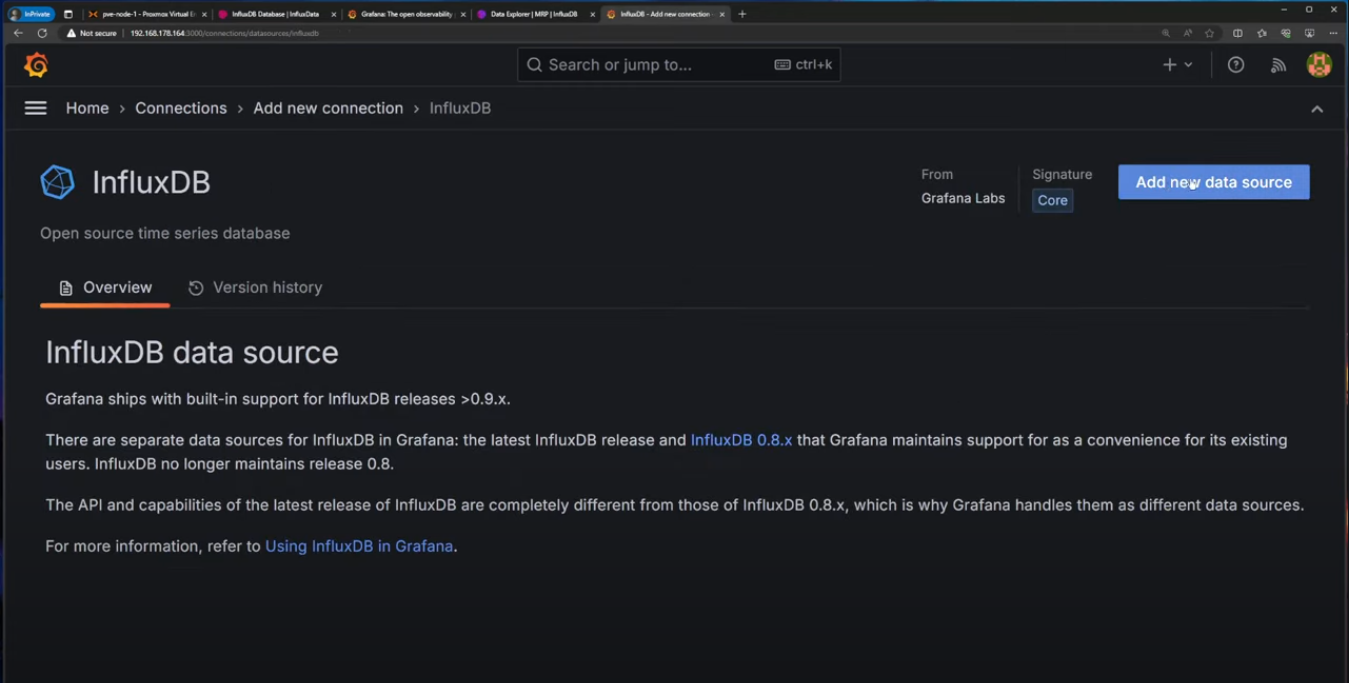 InPrivate
pve-node-1 - Proxmox Virtual E
InfluxDB Database | InfluxData
Grafana: The open observability
Data Explorer | MRP | InfluxDB
InfluxDB - Add new connection -
Not secure
192.168.178.164:3000/connections/datasources/influxdb
Search or jump to...
ctrl+k
Home › Connections › Add new connection › InfluxDB
InfluxDB
From
Grafana Labs
Signature
Core
Add new data source
Open source time series database
Overview
Version history
InfluxDB data source
Grafana ships with built-in support for InfluxDB releases >0.9.x.
There are separate data sources for InfluxDB in Grafana: the latest InfluxDB release and InfluxDB 0.8.x that Grafana maintains support for as a convenience for its existing
users. InfluxDB no longer maintains release 0.8.
The API and capabilities of the latest release of InfluxDB are completely different from those of InfluxDB 0.8.x, which is why Grafana handles them as different data sources.
For more information, refer to Using InfluxDB in Grafana.